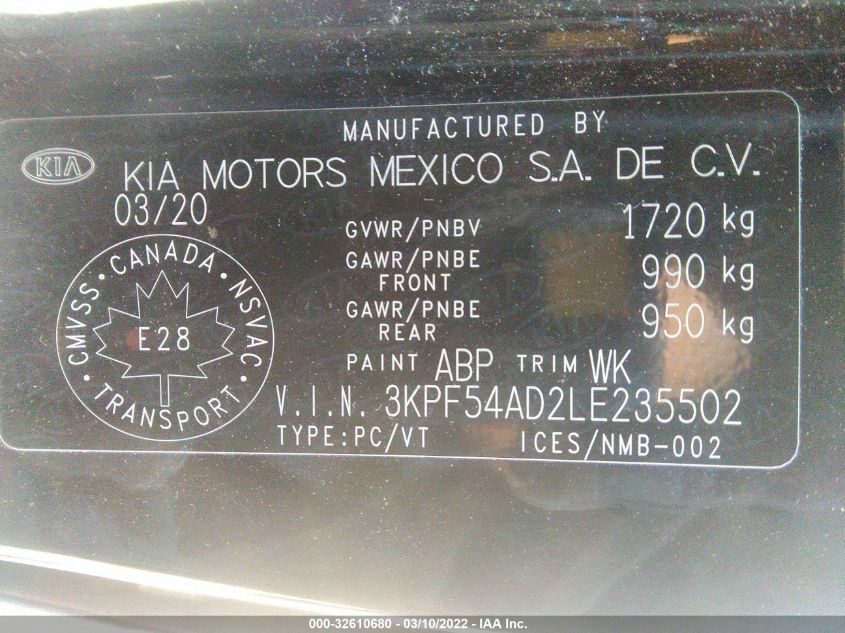 MANUFACTURED BY
KIA
KIA MOTORS MEXICO S.A. DE C.V.
03/20
GVWR/PNBV 1720 kg
GAWR/PNBE FRONT 990 kg
GAWR/PNBE REAR 950 kg
CMVSS • CANADA • NSVAC • TRANSPORT •
E28
PAINT ABP TRIM WK
V.I.N. 3KPF54AD2LE235502
TYPE:PC/VT ICES/NMB-002
000-32610680 - 03/10/2022 - IAA Inc.